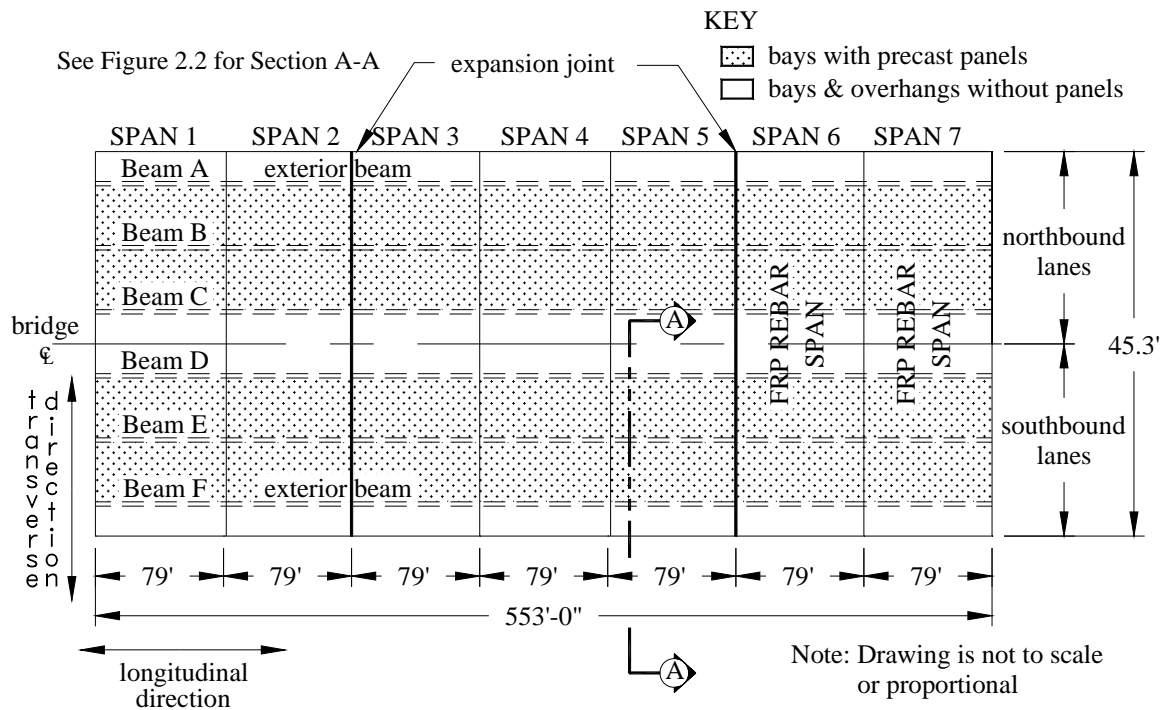 KEY
See Figure 2.2 for Section A-A
expansion joint
bays with precast panels
bays & overhangs without panels
SPAN 1 SPAN 2 SPAN 3 SPAN 4 SPAN 5 SPAN 6 SPAN 7
Beam A exterior beam
Beam B
Beam C
Beam D
Beam E
Beam F exterior beam
bridge
℄
transverse
direction
A
FRP REBAR
SPAN
FRP REBAR
SPAN
northbound
lanes
45.3'
southbound
lanes
79' 79' 79' 79' 79' 79' 79'
553'-0"
longitudinal
direction
A
Note: Drawing is not to scale
or proportional